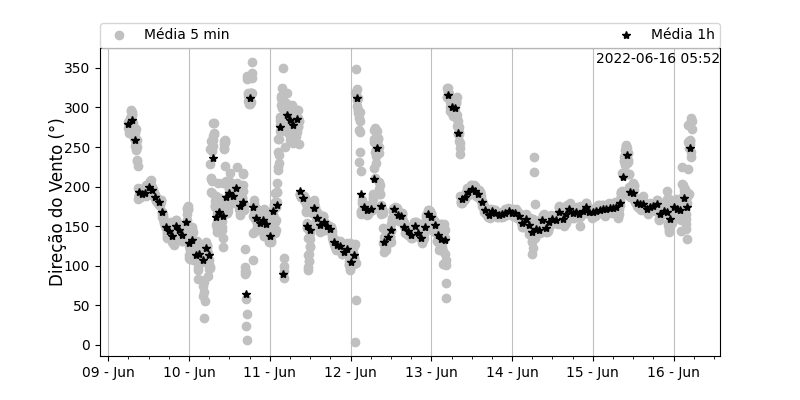 Média 5 min
Média 1h
2022-06-16 05:52
Direção do Vento (°)
350
300
250
200
150
100
50
0
09 - Jun
10 - Jun
11 - Jun
12 - Jun
13 - Jun
14 - Jun
15 - Jun
16 - Jun